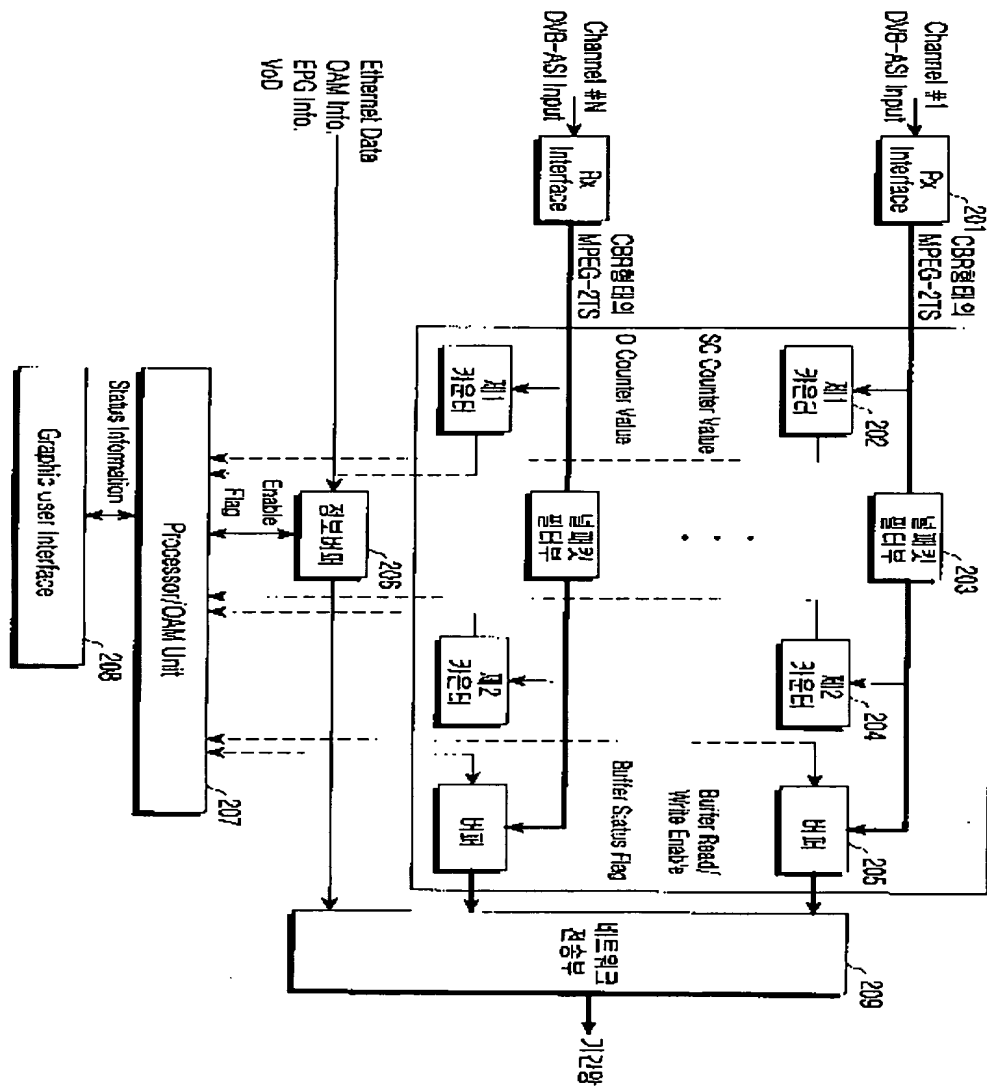 Channel #1
DVB-ASI Input
Px
Interface
201
CBR형태의
MPEG-2TS
제1
카운터
202
널패킷
필터부
203
제2
카운터
204
버퍼
205
SC Counter Value
Buffer Read/
Write Enable
Channel #N
DVB-ASI Input
Rx
Interface
CBR형태의
MPEG-2TS
D Counter Value
제1
카운터
널패킷
필터부
제2
카운터
Buffer Status Flag
버퍼
네트워크
전송부
209
기간망
Ethernet Data
OAM Info.
EPG Info.
VoD
정보버퍼
206
Enable
Flag
Processor/OAM Unit
207
Status Information
Graphic User Interface
208